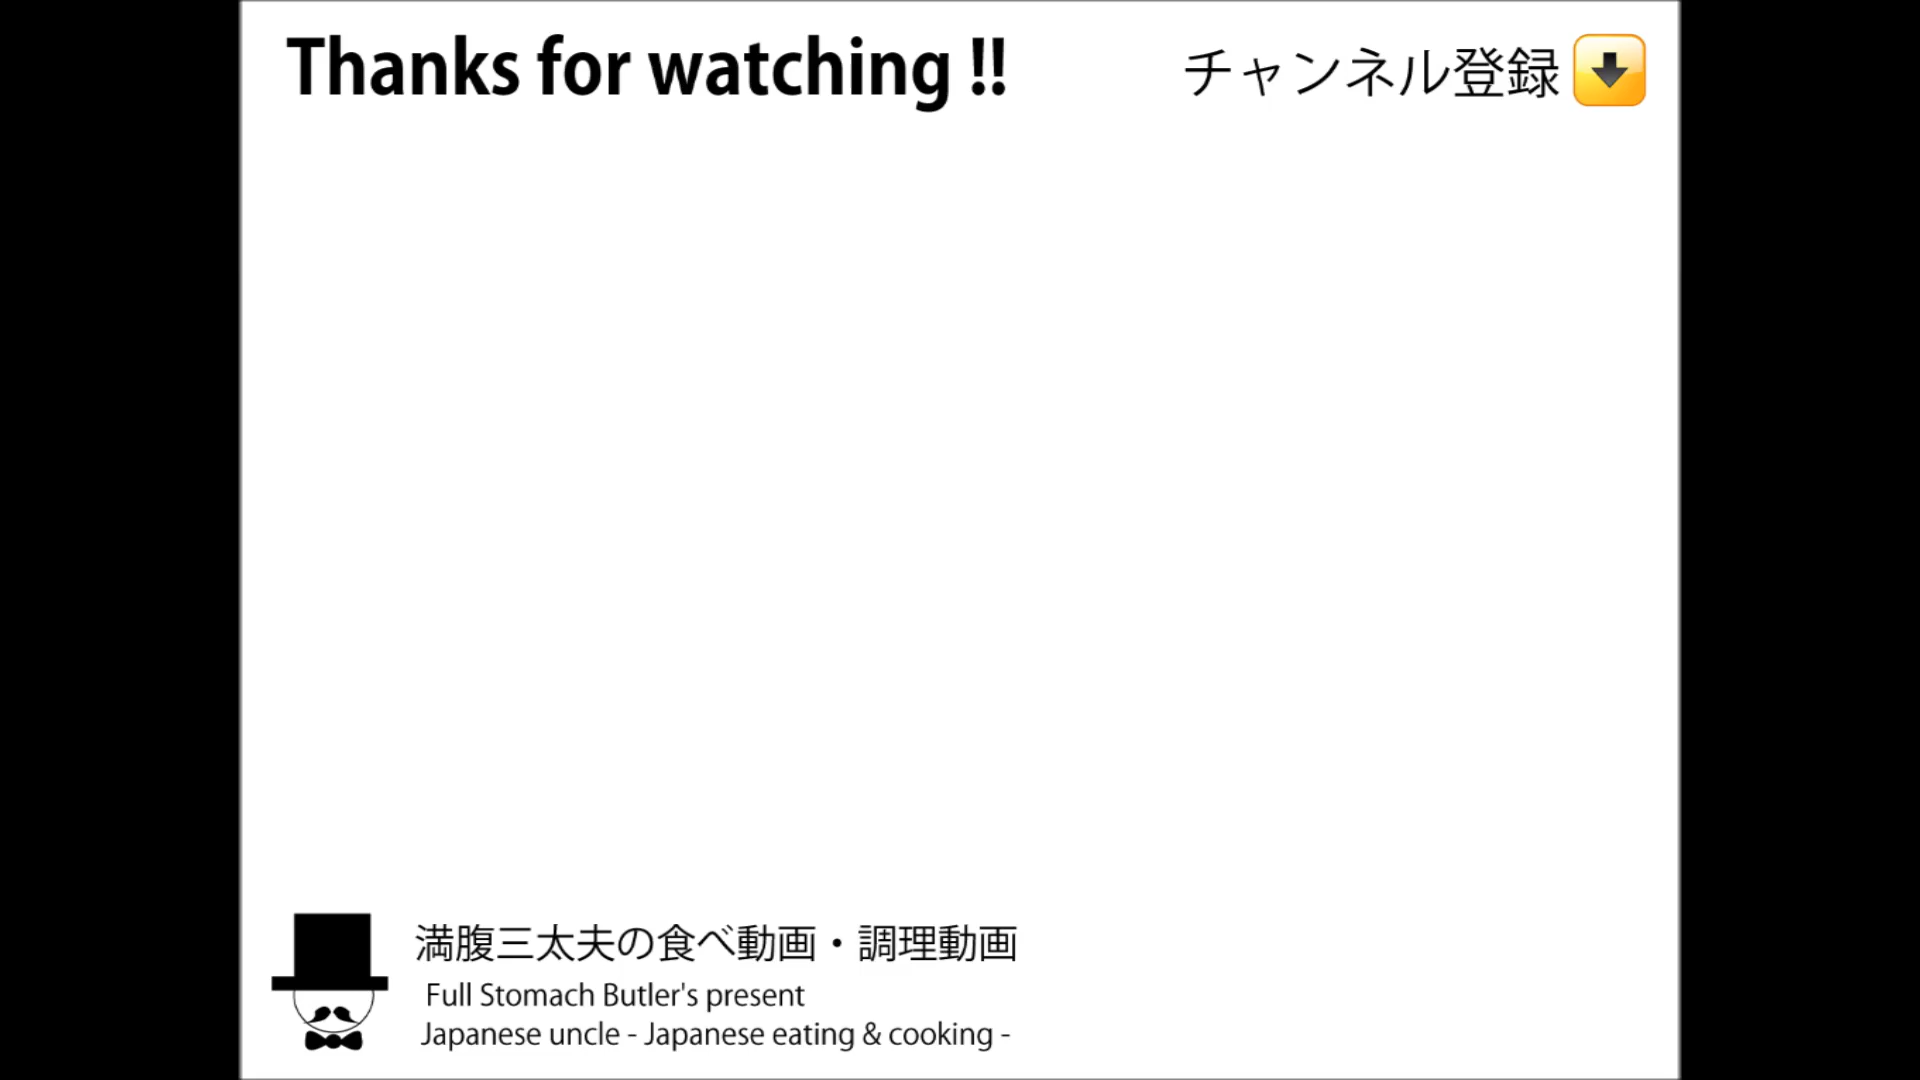 Thanks for watching !!
チャンネル登録
満腹三太夫の食べ動画・調理動画
Full Stomach Butler's present
Japanese uncle - Japanese eating & cooking -